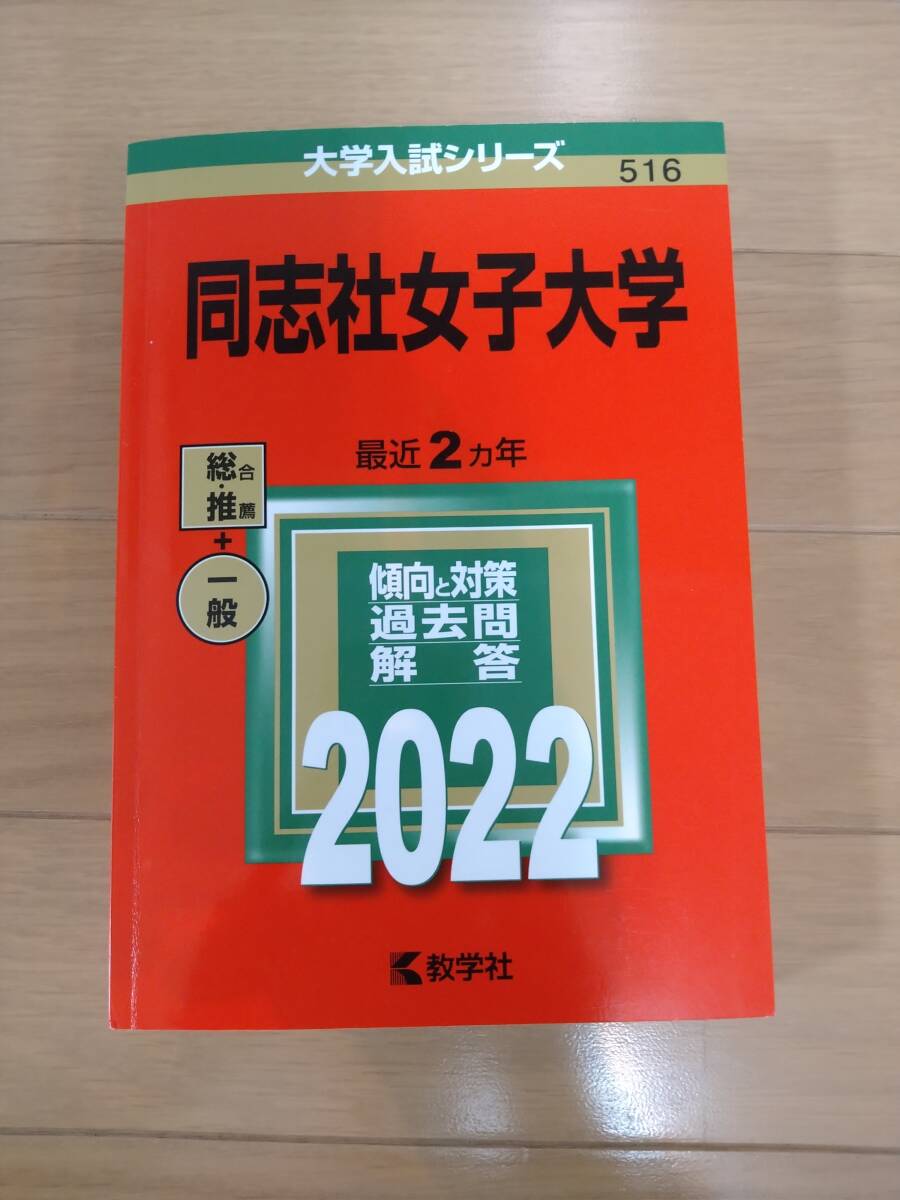 大学入試シリーズ
516
同志社女子大学
最近2カ年
総合・推薦
+
一般
傾向と対策
過去問
解答
2022
教学社